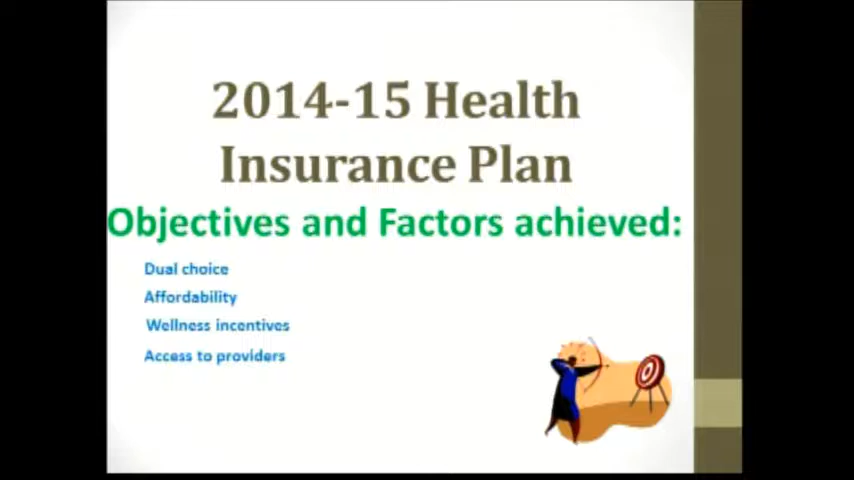 2014-15 Health
Insurance Plan
Objectives and Factors achieved:
Dual choice
Affordability
Wellness incentives
Access to providers